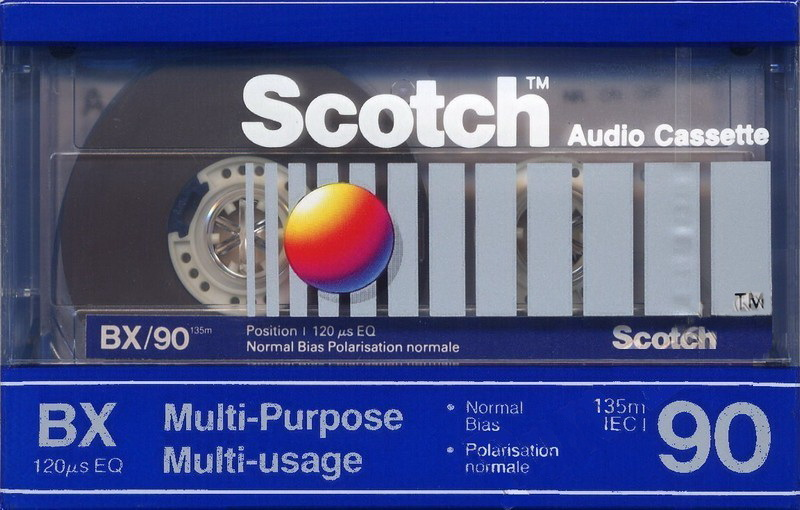 Scotch™
Audio Cassette
TM
BX/90 135m
Position I 120 µs EQ
Normal Bias Polarisation normale
Scotch
BX
120µs EQ
Multi-Purpose
Multi-usage
• Normal
Bias
• Polarisation
normale
135m
IEC I
90